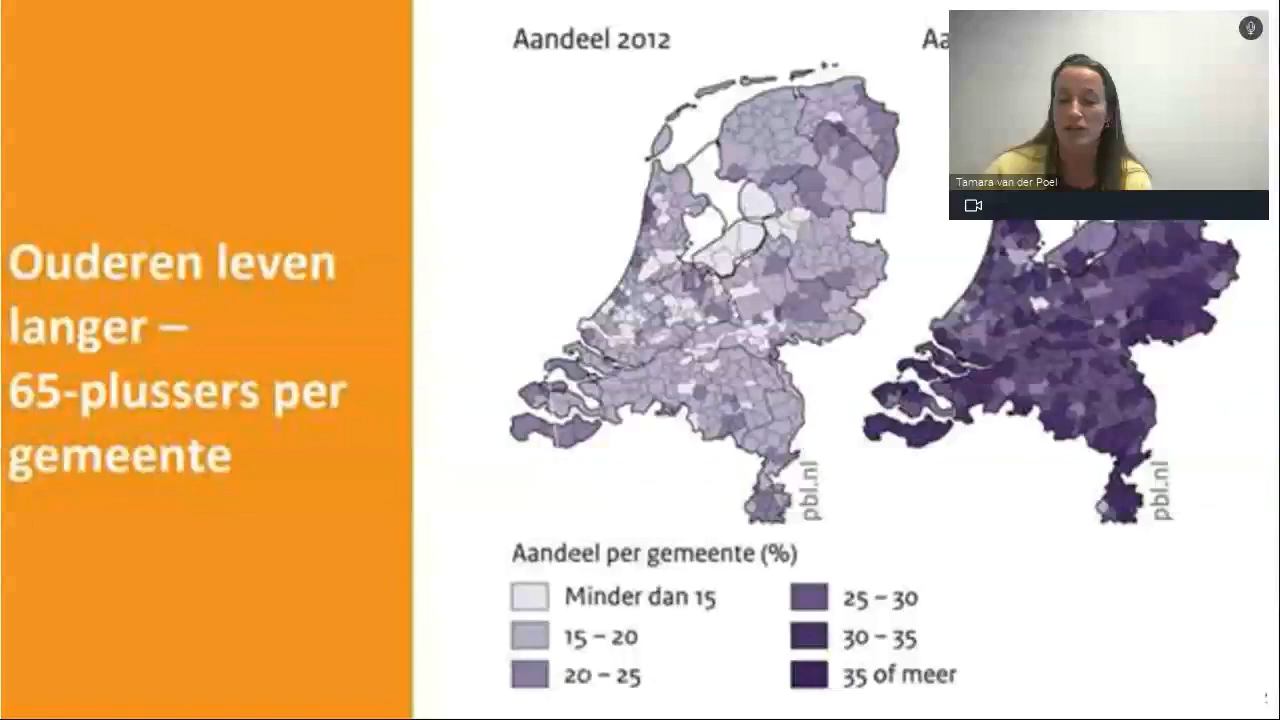 Ouderen leven
langer –
65-plussers per
gemeente
Aandeel 2012
Aa
Tamara van der Poel
pbl.nl
pbl.nl
Aandeel per gemeente (%)
Minder dan 15
15 – 20
20 – 25
25 – 30
30 – 35
35 of meer